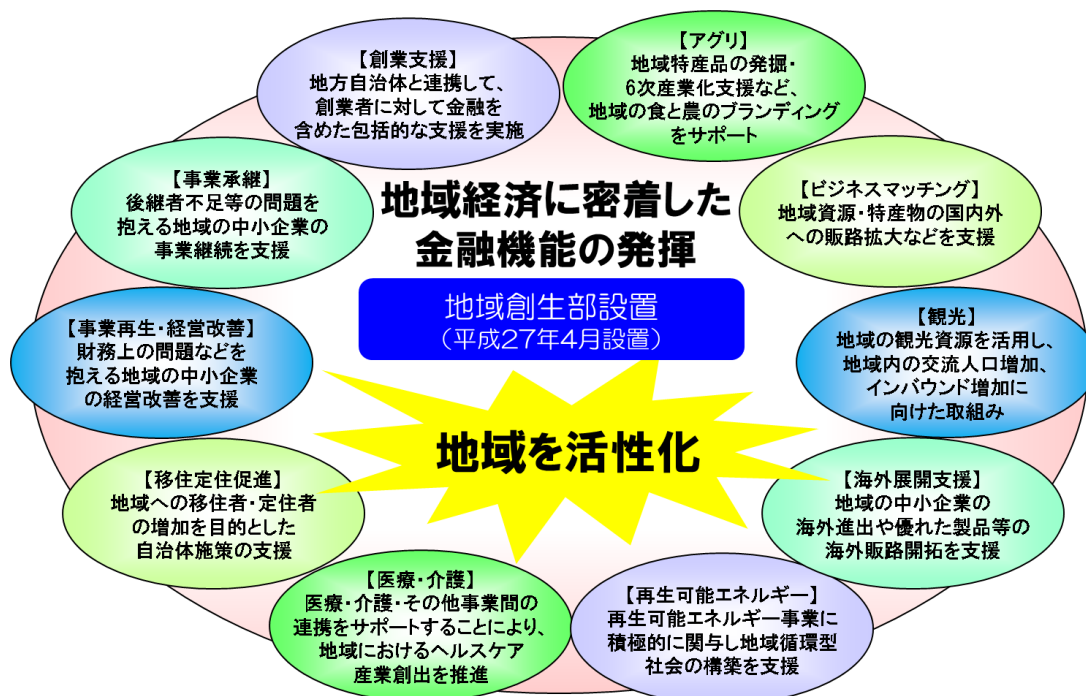 【創業支援】
地方自治体と連携して、
創業者に対して金融を
含めた包括的な支援を実施
【アグリ】
地域特産品の発掘・
6次産業化支援など、
地域の食と農のブランディング
をサポート
【事業承継】
後継者不足等の問題を
抱える地域の中小企業の
事業継続を支援
地域経済に密着した
金融機能の発揮
【ビジネスマッチング】
地域資源・特産物の国内外
への販路拡大などを支援
地域創生部設置
(平成27年4月設置)
【事業再生・経営改善】
財務上の問題などを
抱える地域の中小企業
の経営改善を支援
【観光】
地域の観光資源を活用し、
地域内の交流人口増加、
インバウンド増加に
向けた取組み
地域を活性化
【移住定住促進】
地域への移住者・定住者
の増加を目的とした
自治体施策の支援
【海外展開支援】
地域の中小企業の
海外進出や優れた製品等の
海外販路開拓を支援
【医療・介護】
医療・介護・その他事業間の
連携をサポートすることにより、
地域におけるヘルスケア
産業創出を推進
【再生可能エネルギー】
再生可能エネルギー事業に
積極的に関与し地域循環型
社会の構築を支援